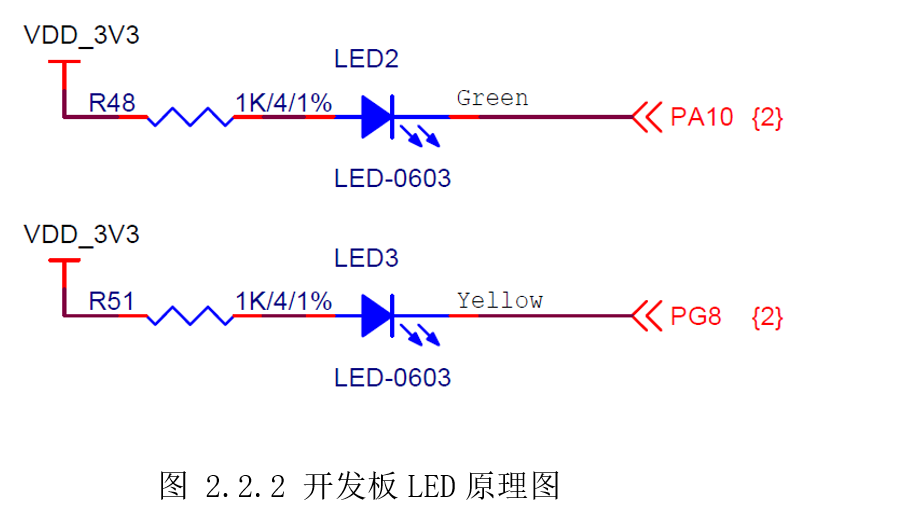 VDD_3V3
LED2
R48 1K/4/1% Green PA10 {2}
LED-0603
VDD_3V3
LED3
R51 1K/4/1% Yellow PG8 {2}
LED-0603
图 2.2.2 开发板 LED 原理图